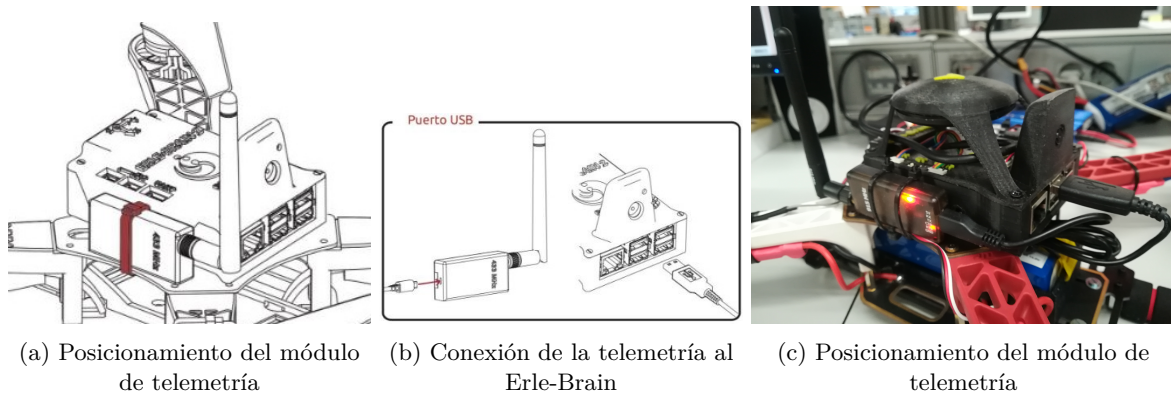 Puerto USB
433 MHz
433 MHz
(a) Posicionamiento del módulo
de telemetría
(b) Conexión de la telemetría al
Erle-Brain
(c) Posicionamiento del módulo de
telemetría